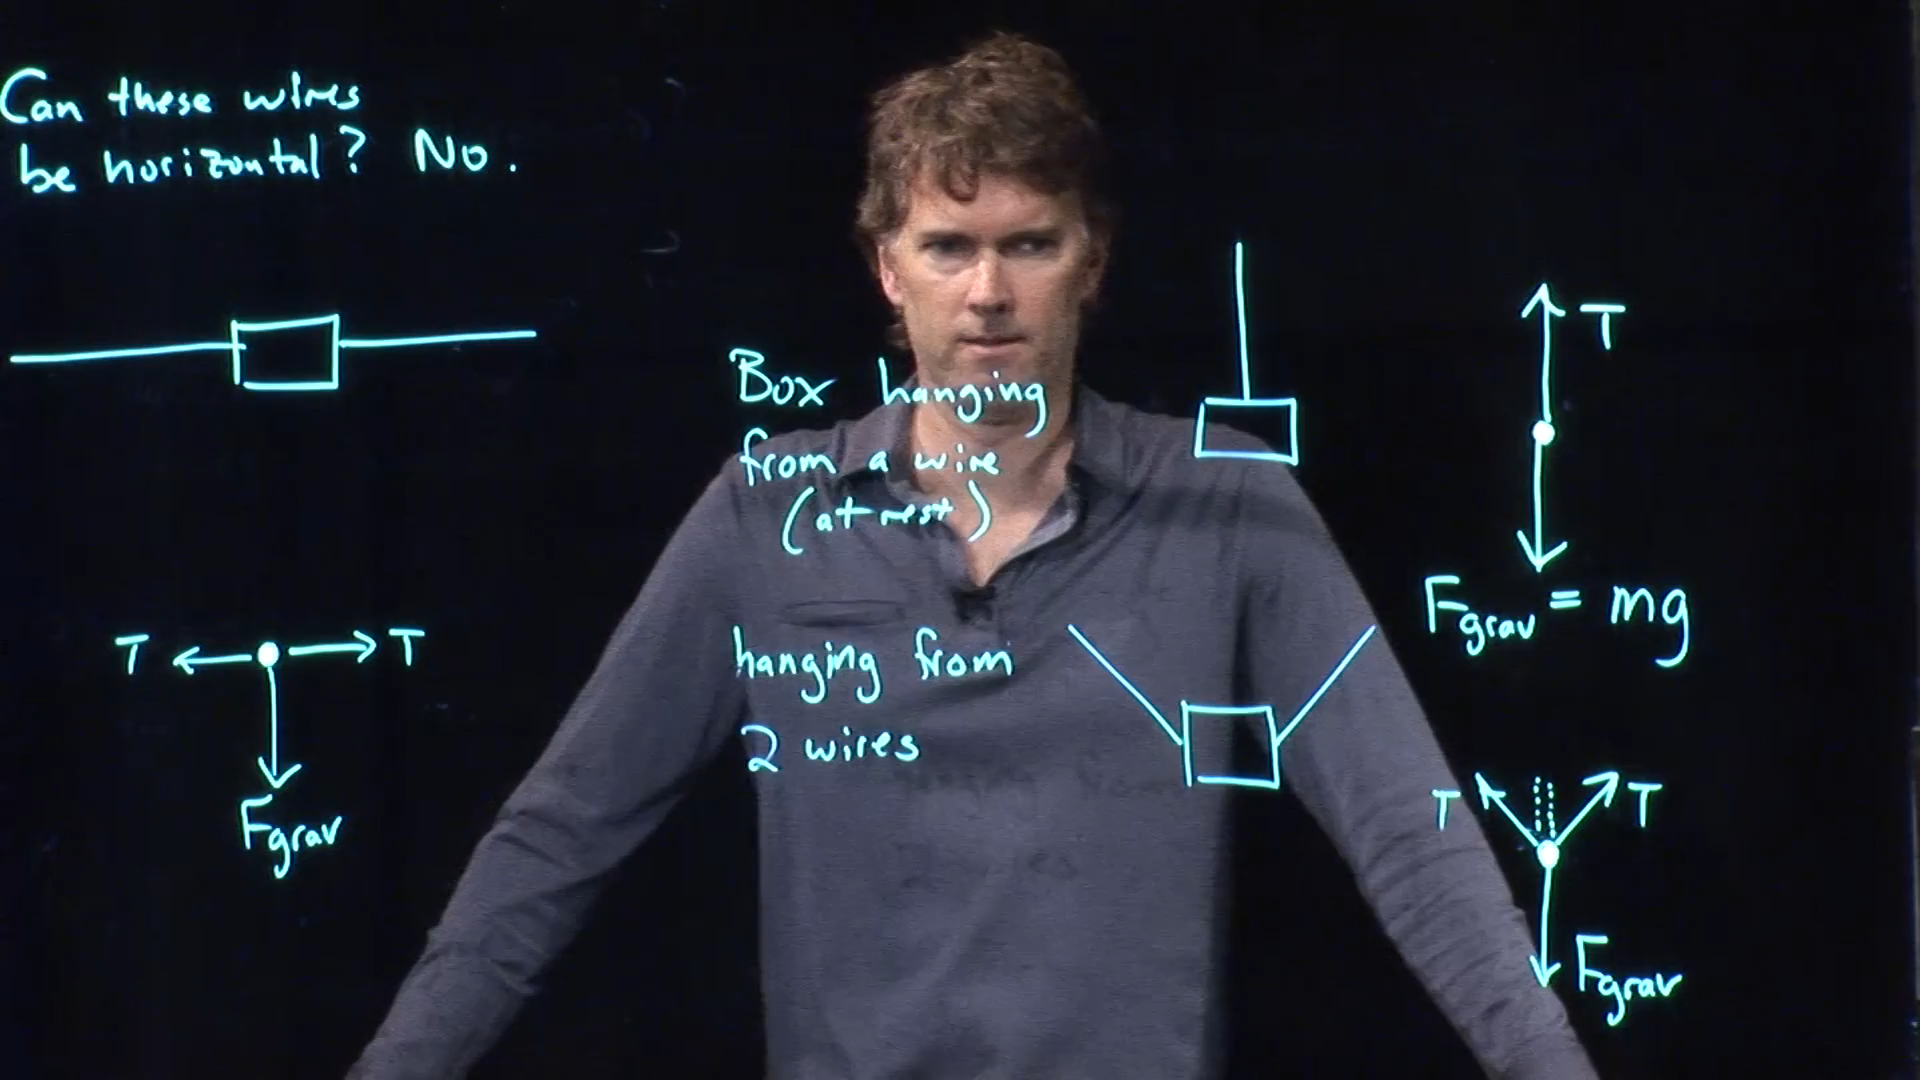 Can these wires
be horizontal? No.
T T
Fgrav
Box hanging
from a wire
(at rest)
hanging from
2 wires
T
Fgrav = mg
T T
Fgrav